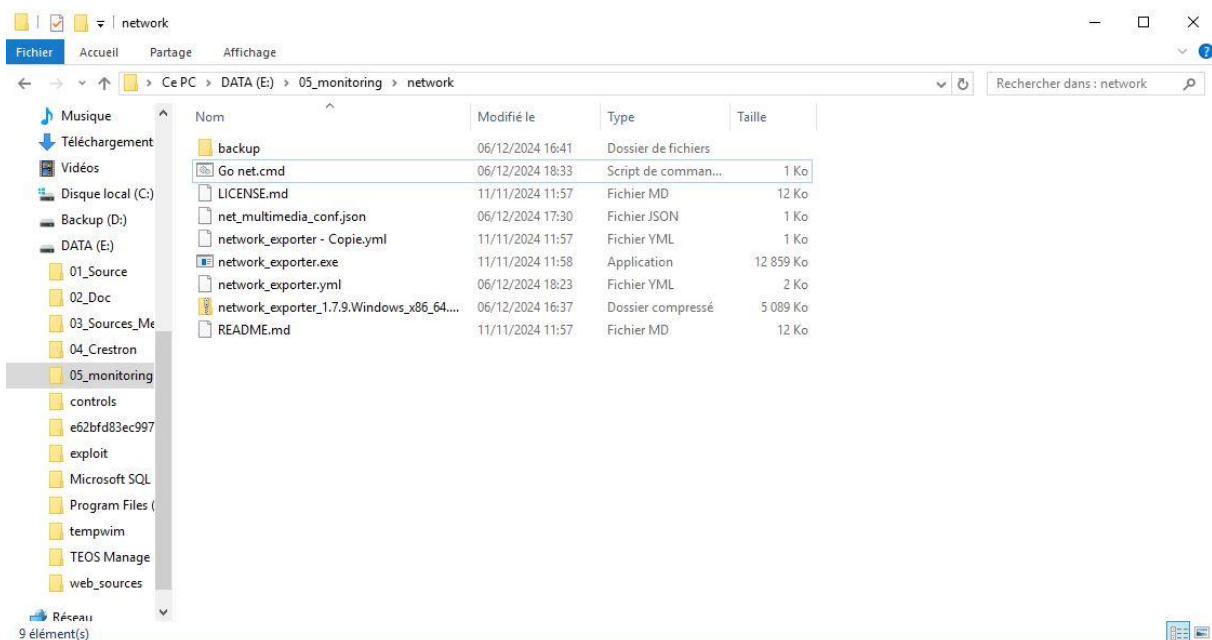 network
Fichier Accueil Partage Affichage
Ce PC > DATA (E:) > 05_monitoring > network
Rechercher dans : network
Musique
Téléchargement
Vidéos
Disque local (C:)
Backup (D:)
DATA (E:)
01_Source
02_Doc
03_Sources_Me
04_Crestron
05_monitoring
controls
e62bfd83ec997
exploit
Microsoft SQL
Program Files (
tempwim
TEOS Manage
web_sources
Réseau
Nom Modifié le Type Taille
backup 06/12/2024 16:41 Dossier de fichiers
Go net.cmd 06/12/2024 18:33 Script de comman... 1 Ko
LICENSE.md 11/11/2024 11:57 Fichier MD 12 Ko
net_multimedia_conf.json 06/12/2024 17:30 Fichier JSON 1 Ko
network_exporter - Copie.yml 11/11/2024 11:57 Fichier YML 1 Ko
network_exporter.exe 11/11/2024 11:58 Application 12 859 Ko
network_exporter.yml 06/12/2024 18:23 Fichier YML 2 Ko
network_exporter_1.7.9.Windows_x86_64.... 06/12/2024 16:37 Dossier compressé 5 089 Ko
README.md 11/11/2024 11:57 Fichier MD 12 Ko
9 élément(s)